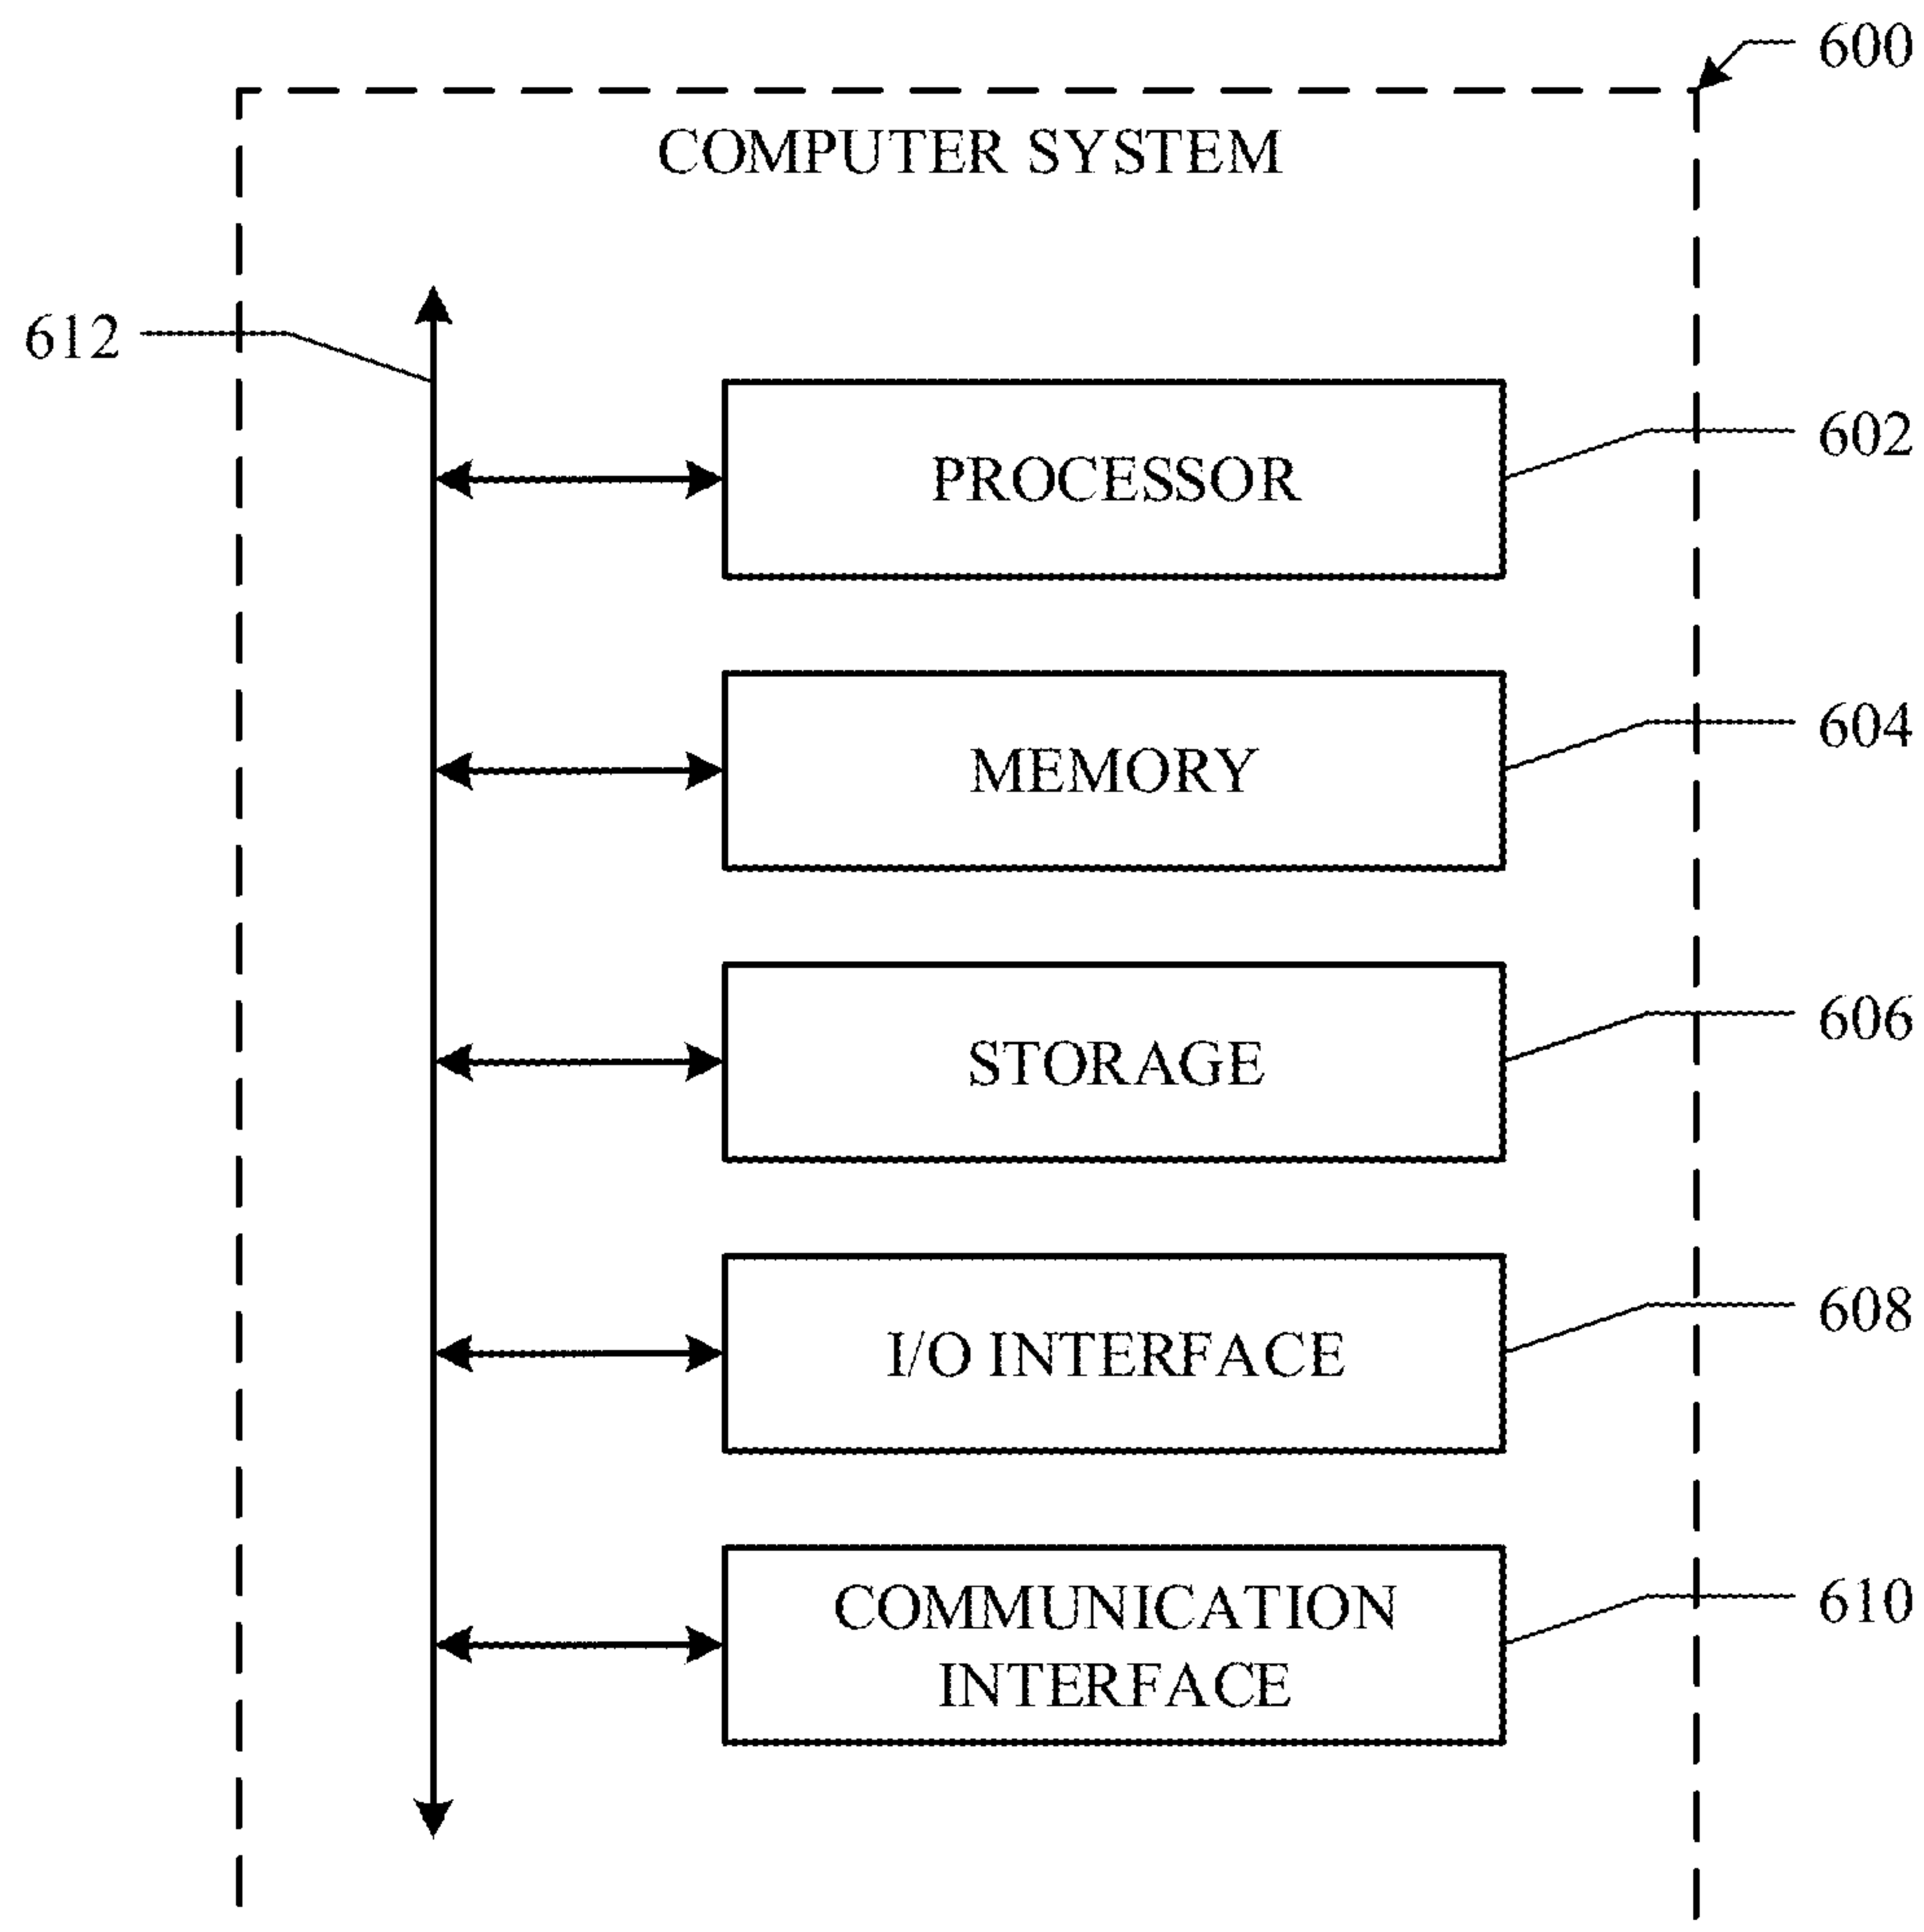 600
COMPUTER SYSTEM
612
PROCESSOR
602
MEMORY
604
STORAGE
606
I/O INTERFACE
608
COMMUNICATION
INTERFACE
610